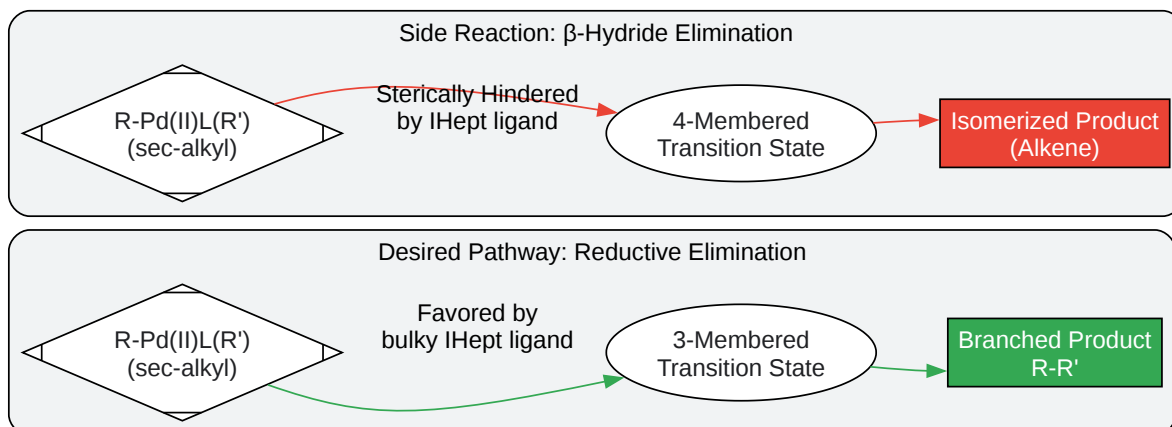 Side Reaction: β-Hydride Elimination
R-Pd(II)L(R')
(sec-alkyl)
Sterically Hindered
by IHept ligand
4-Membered
Transition State
Isomerized Product
(Alkene)
Desired Pathway: Reductive Elimination
R-Pd(II)L(R')
(sec-alkyl)
Favored by
bulky IHept ligand
3-Membered
Transition State
Branched Product
R-R'